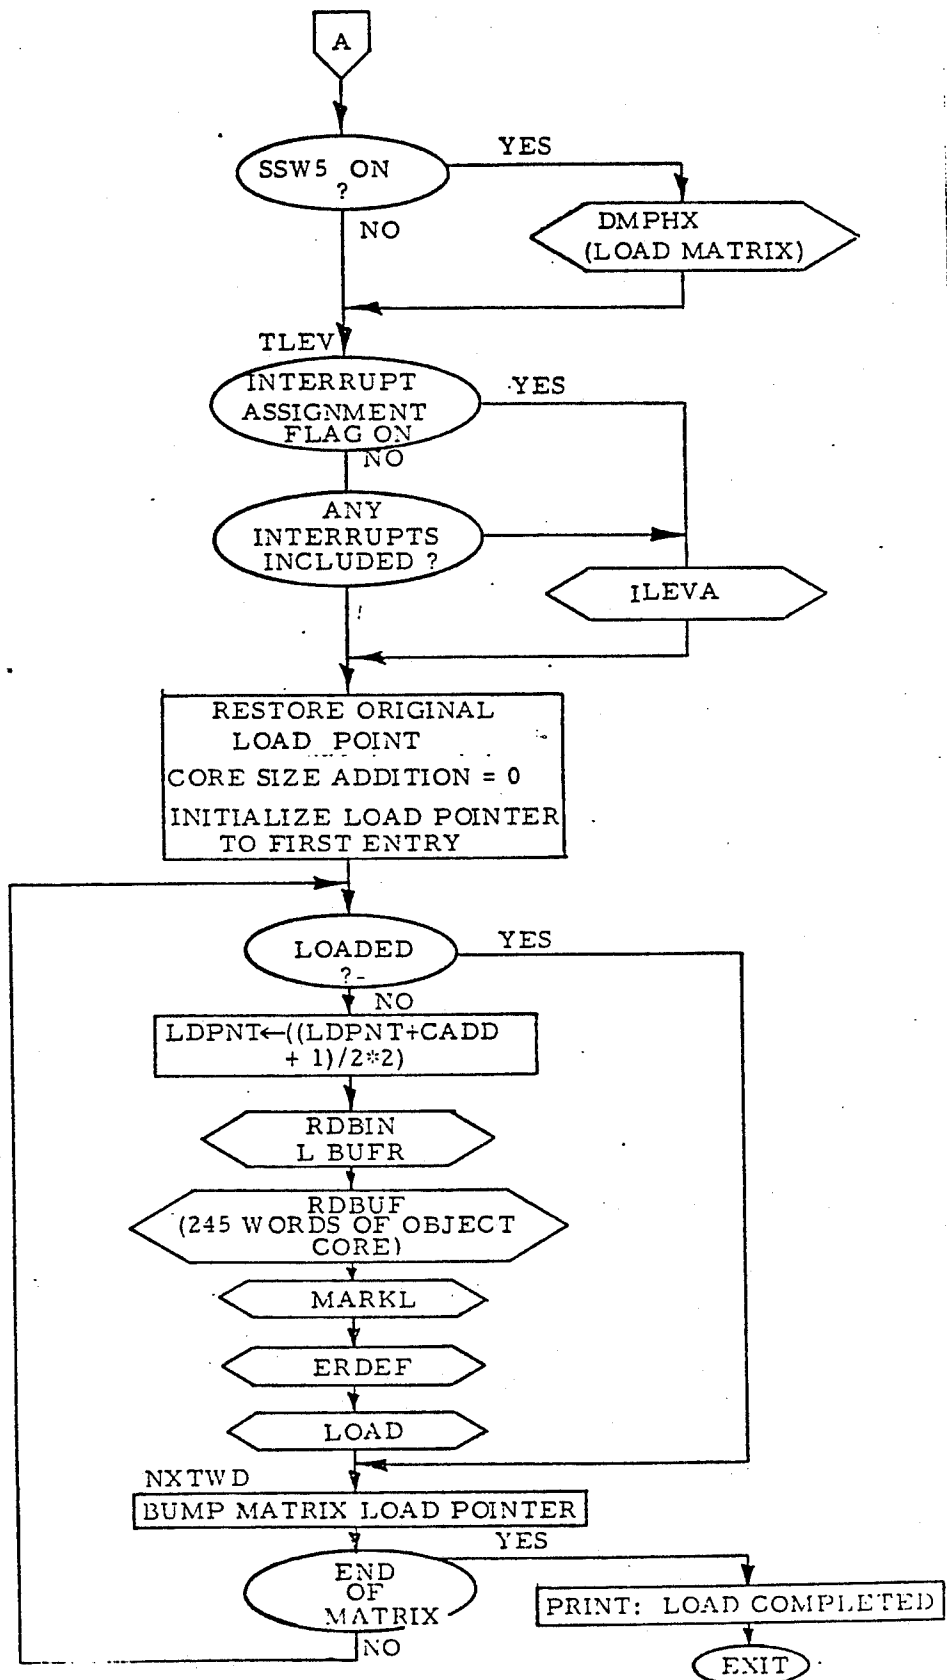 A
SSW5 ON
?
YES
NO
DMPHX
(LOAD MATRIX)
TLEV
INTERRUPT
ASSIGNMENT
FLAG ON
YES
NO
ANY
INTERRUPTS
INCLUDED ?
ILEVA
RESTORE ORIGINAL
LOAD POINT
CORE SIZE ADDITION = 0
INITIALIZE LOAD POINTER
TO FIRST ENTRY
LOADED
?
YES
NO
LDPNT←((LDPNT+CADD
+ 1)/2*2)
RDBIN
L BUFR
RDBUF
(245 WORDS OF OBJECT
CORE)
MARKL
ERDEF
LOAD
NXTWD
BUMP MATRIX LOAD POINTER
YES
END
OF
MATRIX
NO
PRINT: LOAD COMPLETED
EXIT